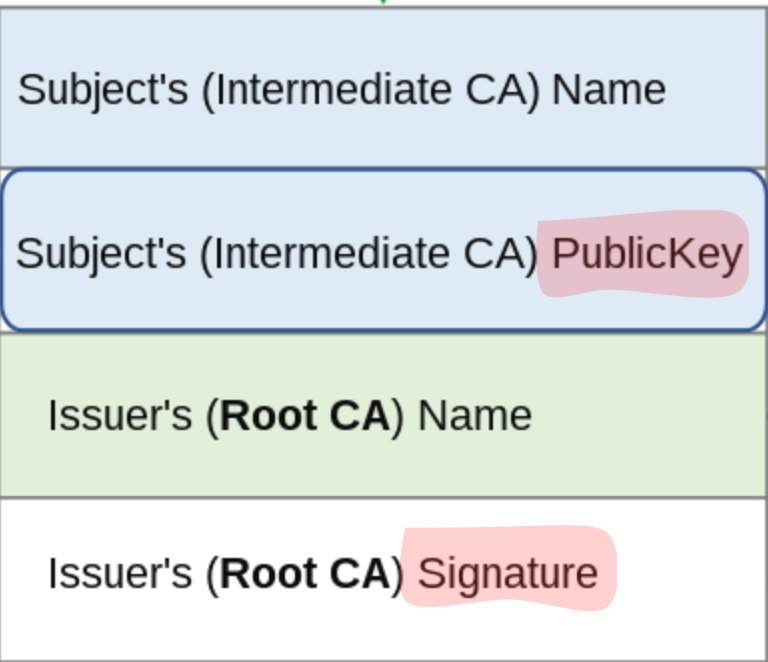 Subject's (Intermediate CA) Name
Subject's (Intermediate CA) PublicKey
Issuer's (Root CA) Name
Issuer's (Root CA) Signature